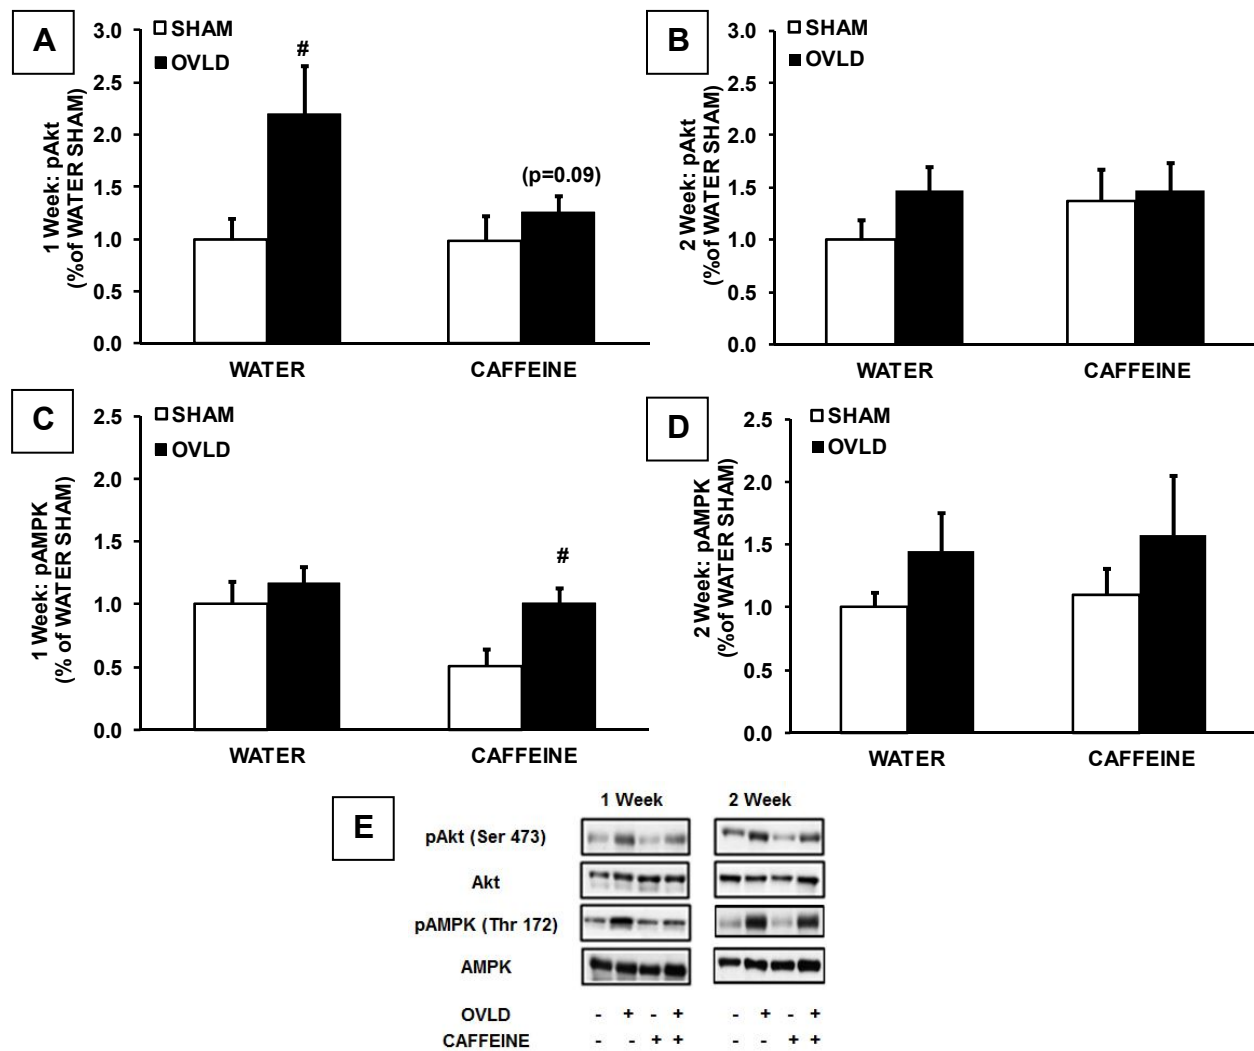 A
1 Week: pAkt
(%of WATER SHAM)
3.0
2.5
2.0
1.5
1.0
0.5
0.0
SHAM
OVLD
#
(p=0.09)
WATER CAFFEINE
B
2 Week: pAkt
(%of WATER SHAM)
3.0
2.5
2.0
1.5
1.0
0.5
0.0
SHAM
OVLD
WATER CAFFEINE
C
1 Week: pAMPK
(% of WATER SHAM)
2.5
2.0
1.5
1.0
0.5
0.0
SHAM
OVLD
#
WATER CAFFEINE
D
2 Week: pAMPK
(%of WATER SHAM)
2.5
2.0
1.5
1.0
0.5
0.0
SHAM
OVLD
WATER CAFFEINE
E
1 Week 2 Week
pAkt (Ser 473)
Akt
pAMPK (Thr 172)
AMPK
OVLD - + - + - + - +
CAFFEINE - - + + - - + +